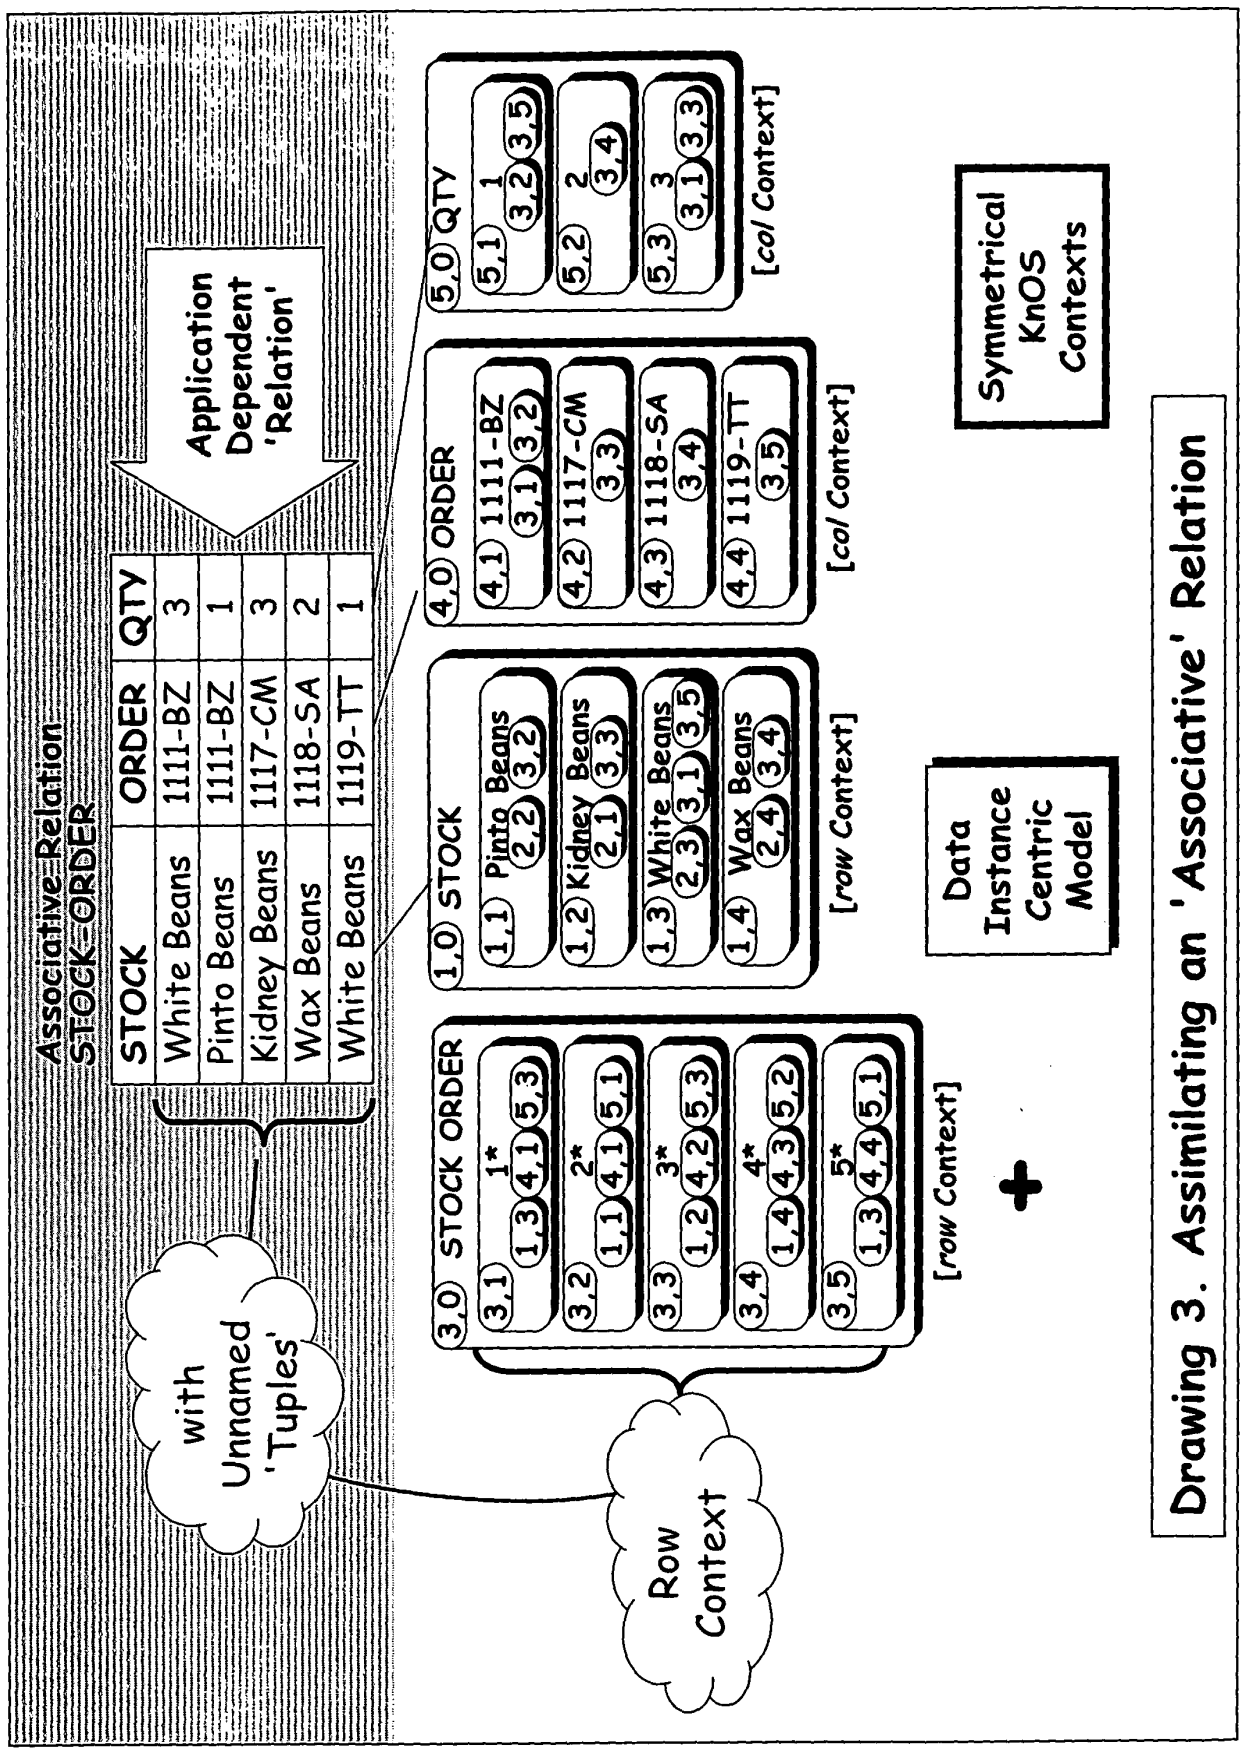 Associative Relation
STOCK-ORDER
STOCK ORDER QTY
White Beans 1111-BZ 3
Pinto Beans 1111-BZ 1
Kidney Beans 1117-CM 3
Wax Beans 1118-SA 2
White Beans 1119-TT 1
Application
Dependent
'Relation'
with
Unnamed
'Tuples'
Row
Context
3,0 STOCK ORDER
3,1 1*
1,3 4,1 5,3
3,2 2*
1,1 4,1 5,1
3,3 3*
1,2 4,2 5,3
3,4 4*
1,4 4,3 5,2
3,5 5*
1,3 4,4 5,1
[row Context]
1,0 STOCK
1,1 Pinto Beans
2,2 3,2
1,2 Kidney Beans
2,1 3,3
1,3 White Beans
2,3 3,1 3,5
1,4 Wax Beans
2,4 3,4
[row Context]
4,0 ORDER
4,1 1111-BZ
3,1 3,2
4,2 1117-CM
3,3
4,3 1118-SA
3,4
4,4 1119-TT
3,5
[col Context]
5,0 QTY
5,1 1
3,2 3,5
5,2 2
3,4
5,3 3
3,1 3,3
[col Context]
+
Data
Instance
Centric
Model
Symmetrical
KnOS
Contexts
Drawing 3. Assimilating an 'Associative' Relation